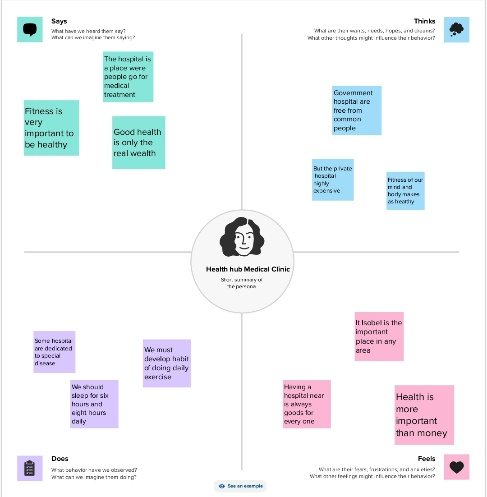 Says
What have we heard them say?
What can we imagine them saying?
The hospital is
a place were
people go for
medical
treatment
Fitness is
very
important to
be healthy
Good health
is only the
real wealth
Thinks
What are their wants, needs, hopes, and dreams?
What other thoughts might influence their behavior?
Government
hospital are
free from
common
people
But the private
hospital
highly
expensive
Fitness of our
mind and
body makes
as healthy
Health hub Medical Clinic
Short summary of
the persona
Some hospital
are dedicated
to special
disease
We must
develop habit
of doing daily
exercise
We should
sleep for six
hours and
eight hours
daily
Does
What behavior have we observed?
What can we imagine them doing?
It Isobel is the
important
place in any
area
Having a
hospital near
is always
goods for
every one
Health is
more
important
than money
Feels
What are their fears, frustrations, and anxieties?
What other feelings might influence their behavior?
See an example